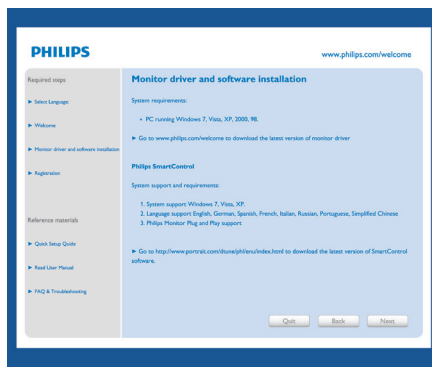 PHILIPS
www.philips.com/welcome
Required steps
► Select Language
► Welcome
► Monitor driver and software installation
► Registration
Reference materials
► Quick Setup Guide
► Read User Manual
► FAQ & Troubleshooting
Monitor driver and software installation
System requirements:
• PC running Windows 7, Vista, XP, 2000, 98.
► Go to www.philips.com/welcome to download the latest version of monitor driver
Philips SmartControl
System support and requirements:
1. System support Windows 7, Vista, XP.
2. Language support English, German, Spanish, French, Italian, Russian, Portuguese, Simplified Chinese
3. Philips Monitor Plug and Play support
► Go to http://www.portrait.com/dtune/phl/enu/index.html to download the latest version of SmartControl
software.
Quit
Back
Next